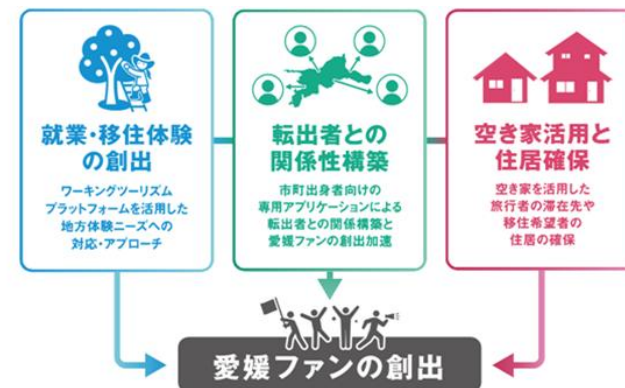 就業・移住体験
の創出
ワーキングツーリズム
プラットフォームを活用した
地方体験ニーズへの
対応・アプローチ
転出者との
関係性構築
市町出身者向けの
専用アプリケーションによる
転出者との関係構築と
愛媛ファンの創出加速
空き家活用と
住居確保
空き家を活用した
旅行者の滞在先や
移住希望者の
住居の確保
愛媛ファンの創出